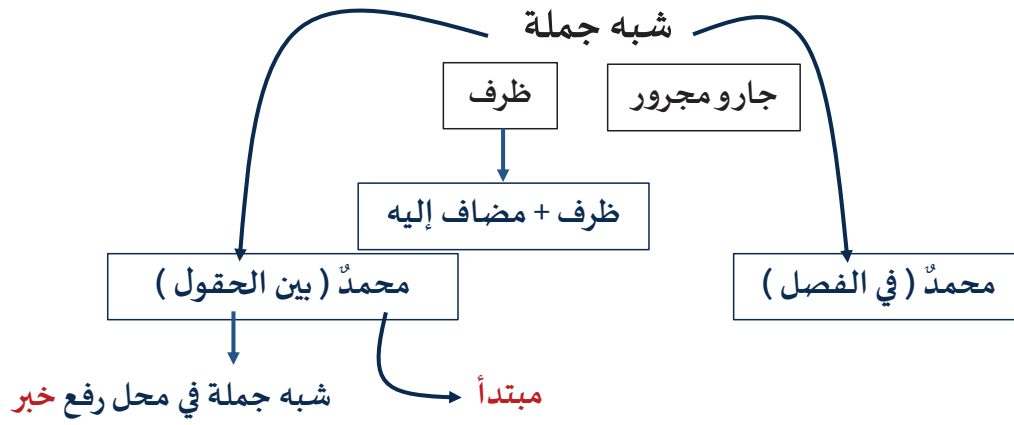 شبه جملة
جارو مجرور
ظرف
ظرف + مضاف إليه
محمدٌ ( في الفصل )
محمدٌ ( بين الحقول )
مبتدأ
شبه جملة في محل رفع خبر